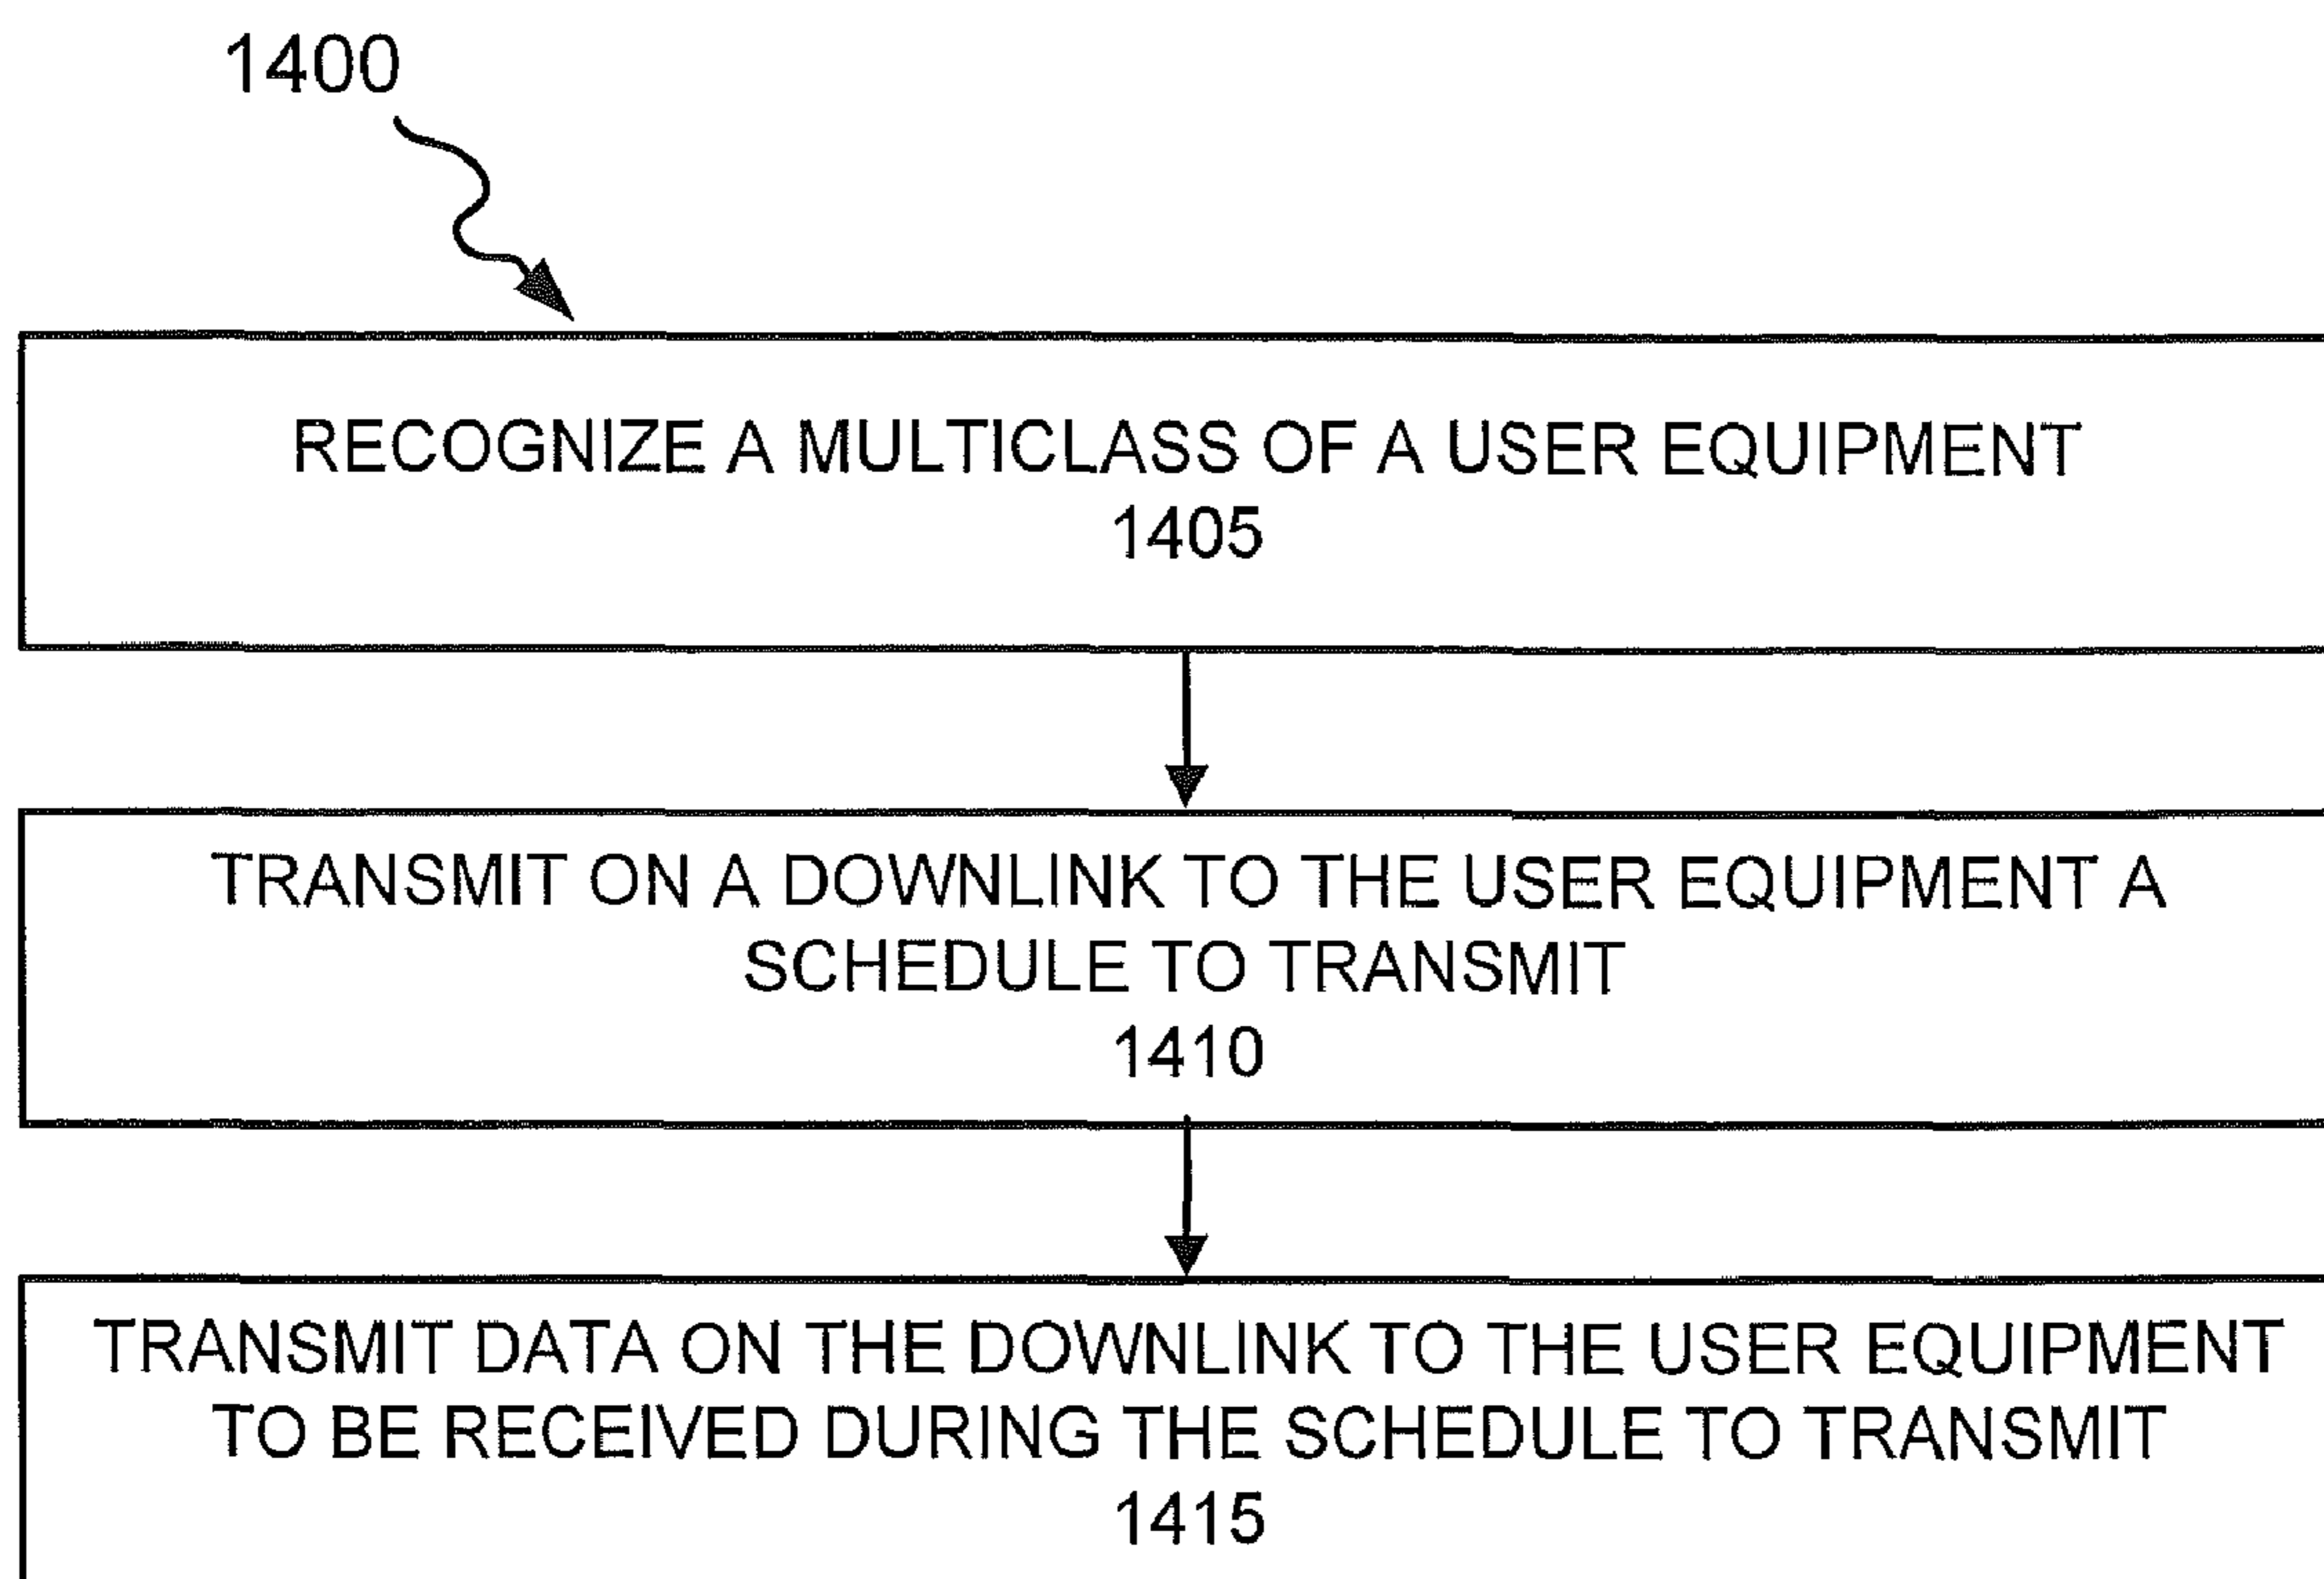 1400
RECOGNIZE A MULTICLASS OF A USER EQUIPMENT
1405
TRANSMIT ON A DOWNLINK TO THE USER EQUIPMENT A
SCHEDULE TO TRANSMIT
1410
TRANSMIT DATA ON THE DOWNLINK TO THE USER EQUIPMENT
TO BE RECEIVED DURING THE SCHEDULE TO TRANSMIT
1415